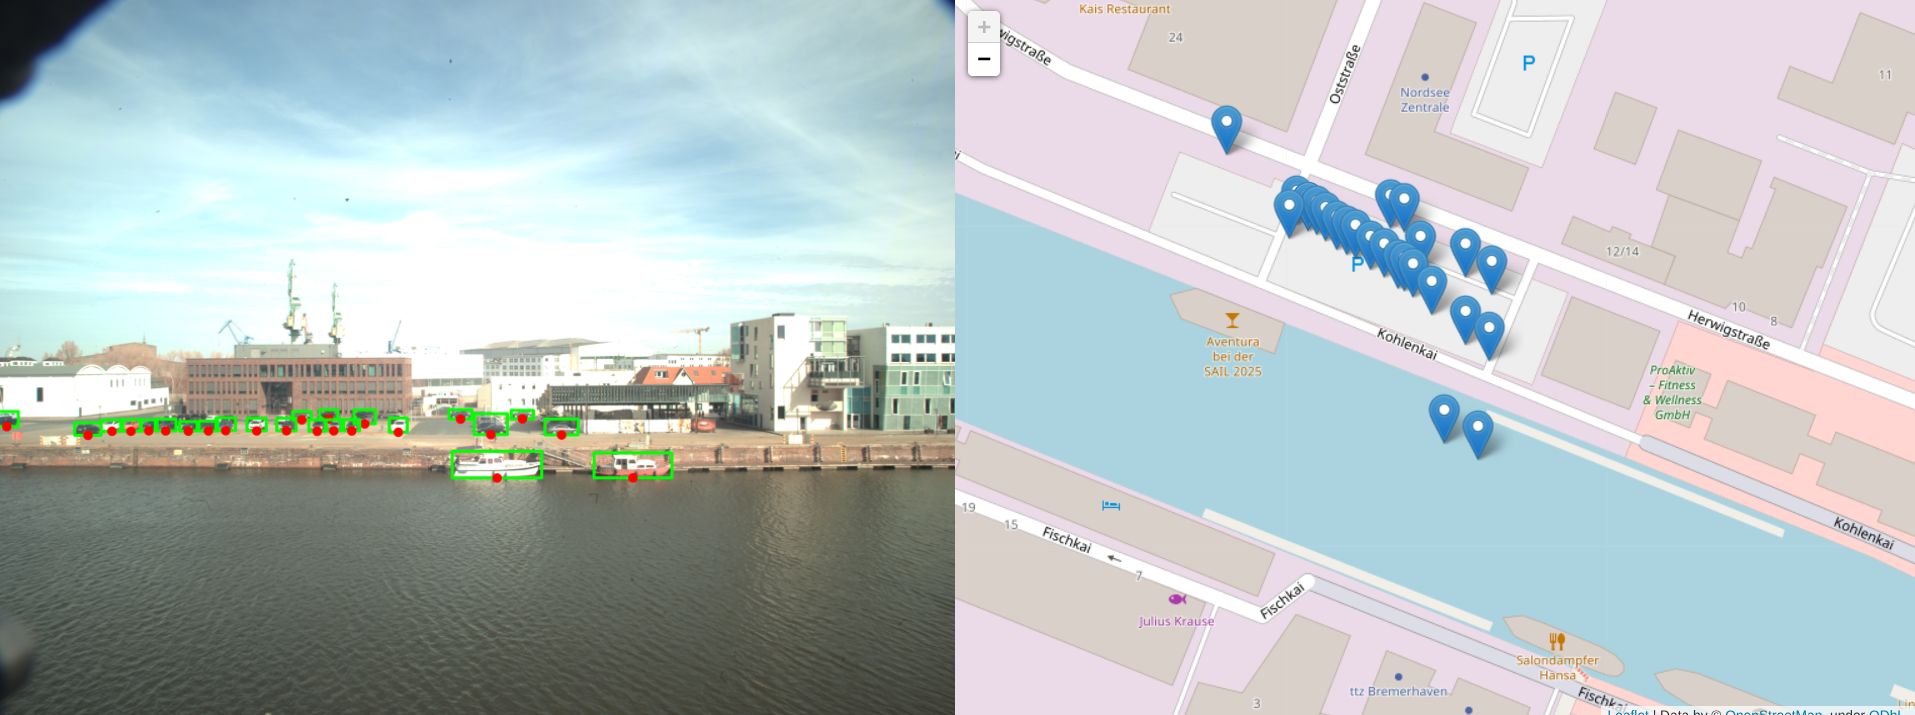 Kais Restaurant
24
wigstraße
+
−
Oststraße
P
11
Nordsee
Zentrale
P
12/14
10
8
Herwigstraße
Kohlenkai
Aventura
bei der
SAIL 2025
ProAktiv
– Fitness
& Wellness
GmbH
Kohlenkai
19
15
Fischkai
7
Fischkai
Julius Krause
Salondampfer
Hansa
ttz Bremerhaven
3
Fischk
Leaflet | Data by © OpenStreetMap, under ODbL